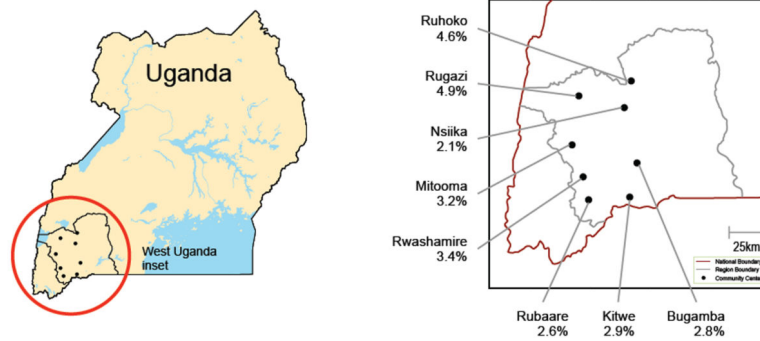 Uganda
West Uganda
inset
Ruhoko
4.6%
Rugazi
4.9%
Nsiika
2.1%
Mitooma
3.2%
Rwashamire
3.4%
Rubaare
2.6%
Kitwe
2.9%
Bugamba
2.8%
25km
National Boundary
Region Boundary
Community Center